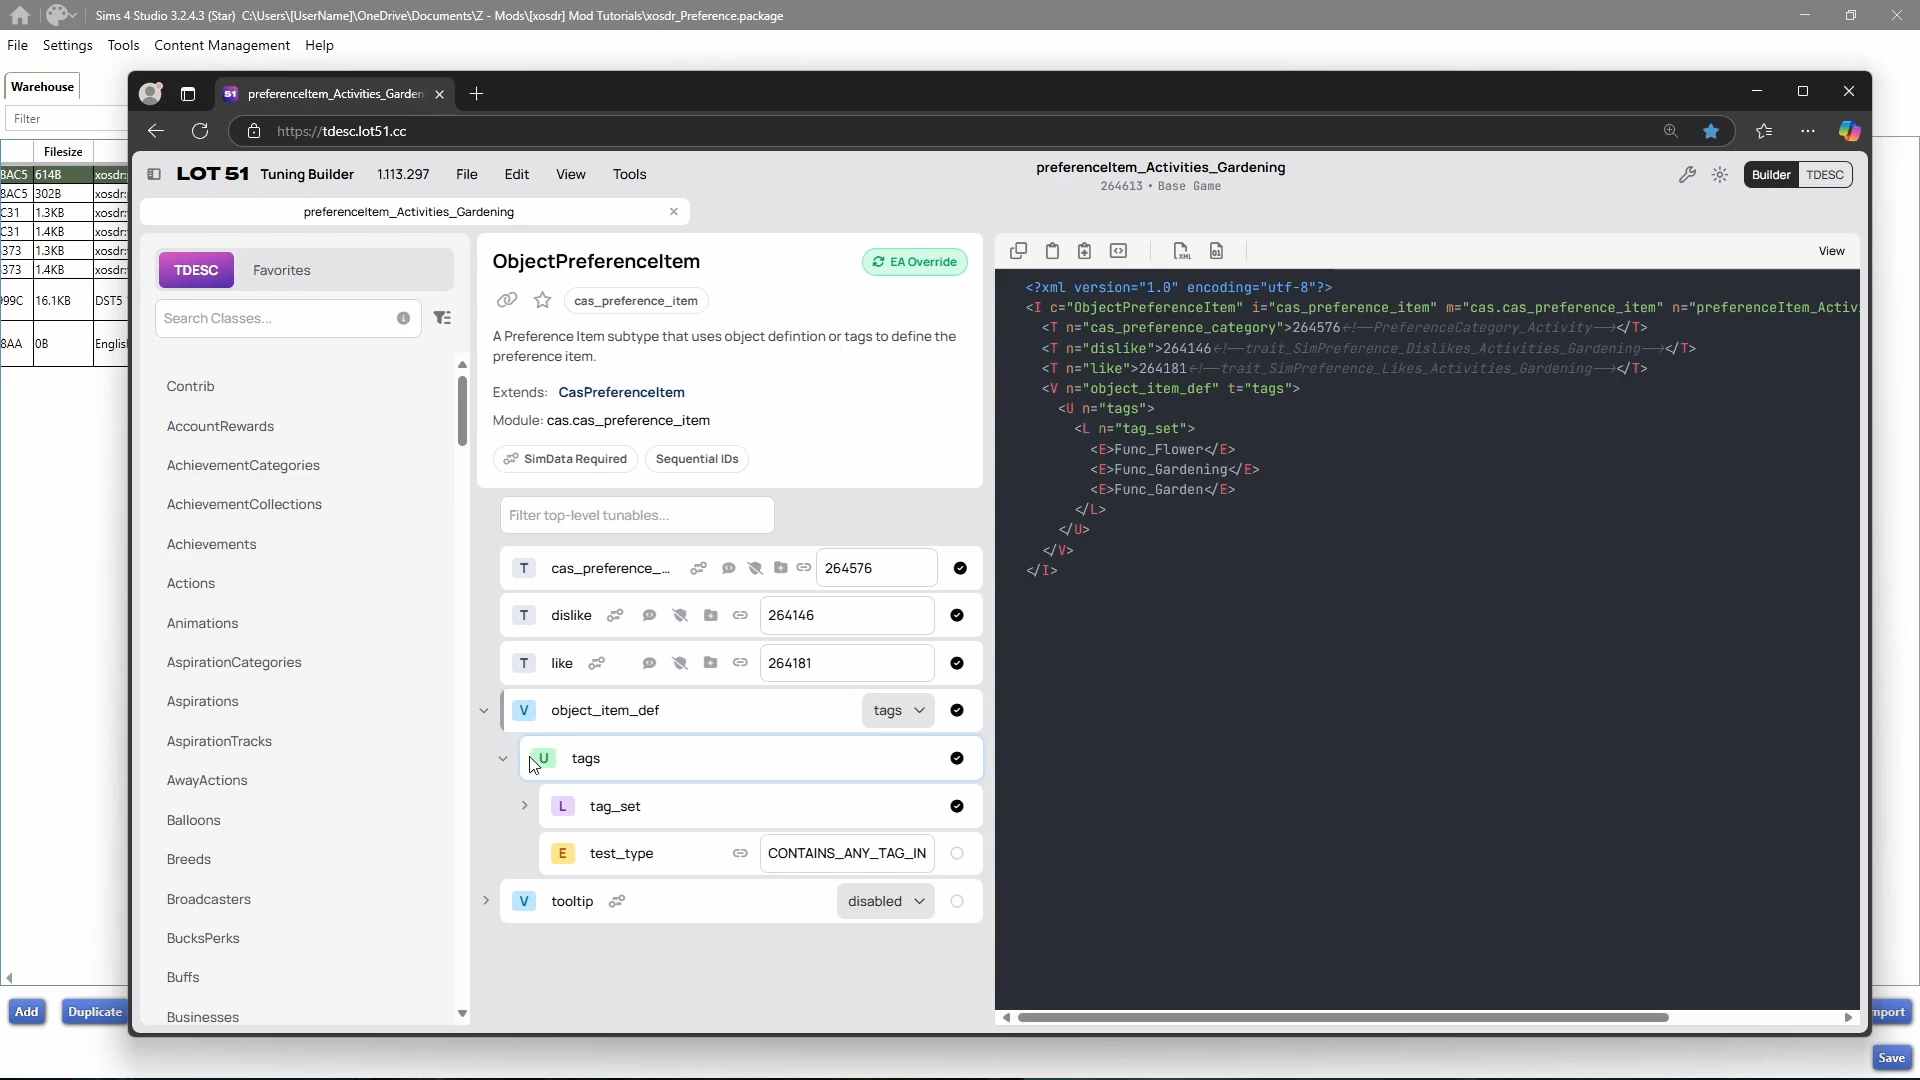 Sims 4 Studio 3.2.4.3 (Star) C:\Users\[UserName]\OneDrive\Documents\Z - Mods\[xosdr] Mod Tutorials\xosdr_Preference.package
File Settings Tools Content Management Help
Warehouse
Filter
Filesize
8AC5 614B xosdr:
8AC5 302B xosdr:
C31 1.3KB xosdr:
C31 1.4KB xosdr:
373 1.3KB xosdr:
373 1.4KB xosdr:
99C 16.1KB DST5
8AA 0B Englis
Add Duplicate
mport
Save
51 preferenceItem_Activities_Garden
https://tdesc.lot51.cc
LOT 51 Tuning Builder 1.113.297 File Edit View Tools
preferenceItem_Activities_Gardening
264613 • Base Game
Builder TDESC
preferenceItem_Activities_Gardening
TDESC Favorites
Search Classes...
Contrib
AccountRewards
AchievementCategories
AchievementCollections
Achievements
Actions
Animations
AspirationCategories
Aspirations
AspirationTracks
AwayActions
Balloons
Breeds
Broadcasters
BucksPerks
Buffs
Businesses
ObjectPreferenceItem
EA Override
cas_preference_item
A Preference Item subtype that uses object defintion or tags to define the
preference item.
Extends: CasPreferenceItem
Module: cas.cas_preference_item
SimData Required Sequential IDs
Filter top-level tunables...
T cas_preference_... 264576
T dislike 264146
T like 264181
V object_item_def tags
U tags
L tag_set
E test_type CONTAINS_ANY_TAG_IN
V tooltip disabled
View
<?xml version="1.0" encoding="utf-8"?>
<I c="ObjectPreferenceItem" i="cas_preference_item" m="cas.cas_preference_item" n="preferenceItem_Activ
<T n="cas_preference_category">264576<!--PreferenceCategory_Activity--></T>
<T n="dislike">264146<!--trait_SimPreference_Dislikes_Activities_Gardening--></T>
<T n="like">264181<!--trait_SimPreference_Likes_Activities_Gardening--></T>
<V n="object_item_def" t="tags">
<U n="tags">
<L n="tag_set">
<E>Func_Flower</E>
<E>Func_Gardening</E>
<E>Func_Garden</E>
</L>
</U>
</V>
</I>